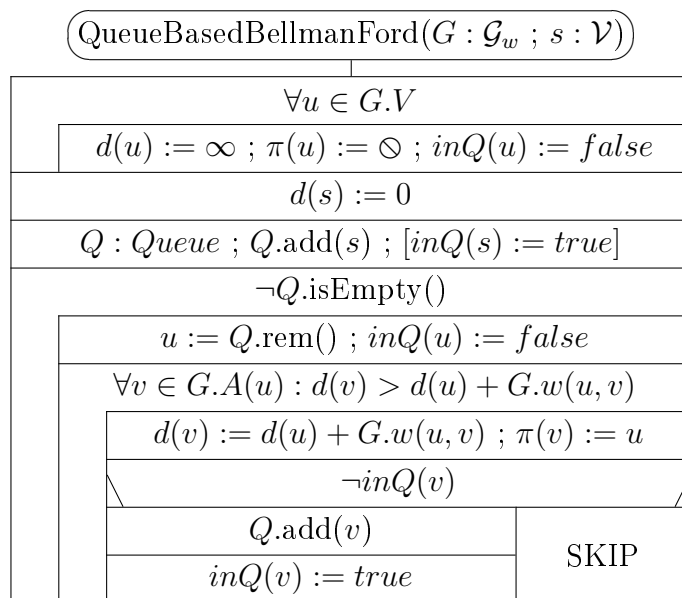 QueueBasedBellmanFord(G : 𝒢_w ; s : 𝒱)
∀u ∈ G.V
d(u) := ∞ ; π(u) := ⦸ ; inQ(u) := false
d(s) := 0
Q : Queue ; Q.add(s) ; [inQ(s) := true]
¬Q.isEmpty()
u := Q.rem() ; inQ(u) := false
∀v ∈ G.A(u) : d(v) > d(u) + G.w(u, v)
d(v) := d(u) + G.w(u, v) ; π(v) := u
¬inQ(v)
Q.add(v)
SKIP
inQ(v) := true